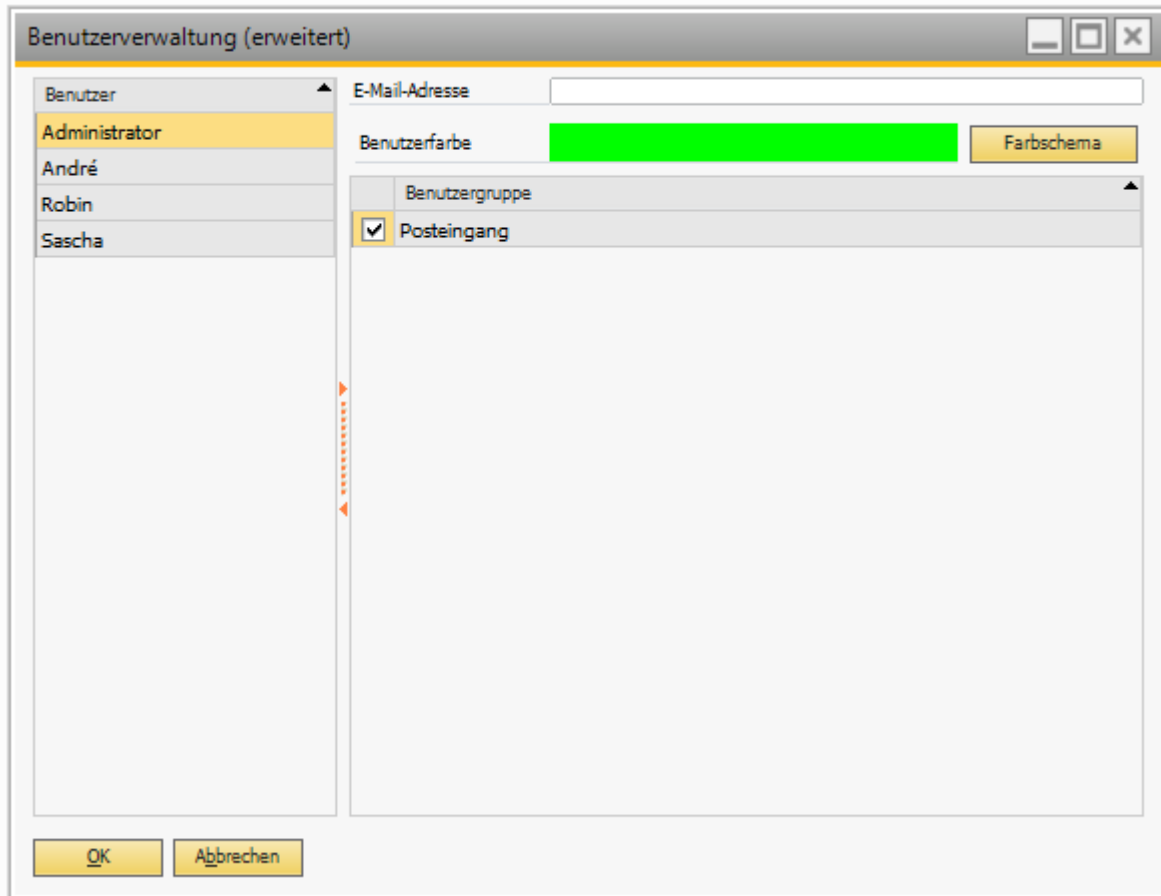 Benutzerverwaltung (erweitert)
Benutzer
Administrator
André
Robin
Sascha
E-Mail-Adresse
Benutzerfarbe
Farbschema
Benutzergruppe
Posteingang
OK
Abbrechen